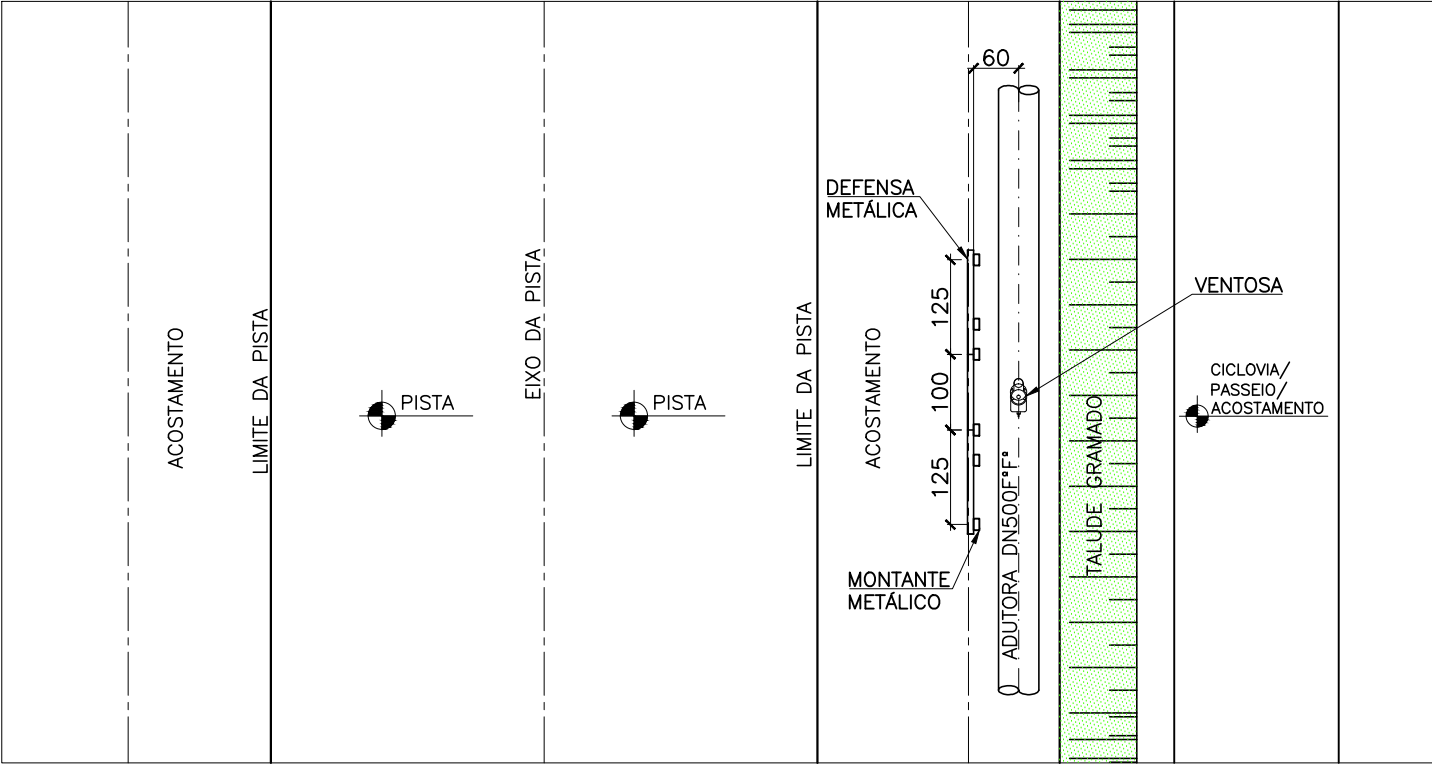 60
DEFENSA
METÁLICA
VENTOSA
125
100
125
ACOSTAMENTO
LIMITE DA PISTA
PISTA
EIXO DA PISTA
PISTA
LIMITE DA PISTA
ACOSTAMENTO
CICLOVIA/
PASSEIO/
ACOSTAMENTO
MONTANTE
METÁLICO
ADUTORA DN500F°F°
TALUDE GRAMADO